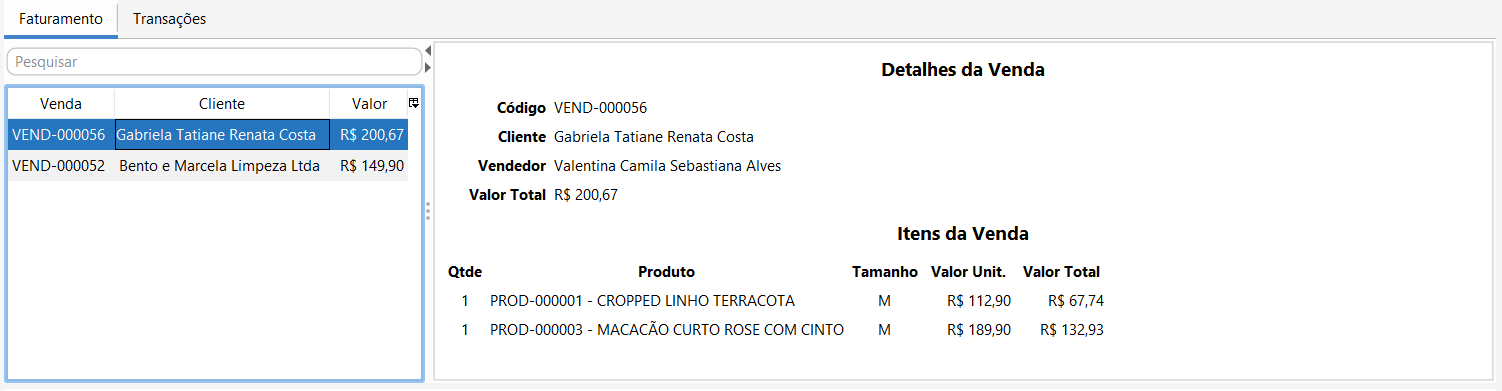 Faturamento Transações
Pesquisar
Venda Cliente Valor
VEND-000056 Gabriela Tatiane Renata Costa R$ 200,67
VEND-000052 Bento e Marcela Limpeza Ltda R$ 149,90
Detalhes da Venda
Código VEND-000056
Cliente Gabriela Tatiane Renata Costa
Vendedor Valentina Camila Sebastiana Alves
Valor Total R$ 200,67
Itens da Venda
Qtde Produto Tamanho Valor Unit. Valor Total
1 PROD-000001 - CROPPED LINHO TERRACOTA M R$ 112,90 R$ 67,74
1 PROD-000003 - MACACÃO CURTO ROSE COM CINTO M R$ 189,90 R$ 132,93